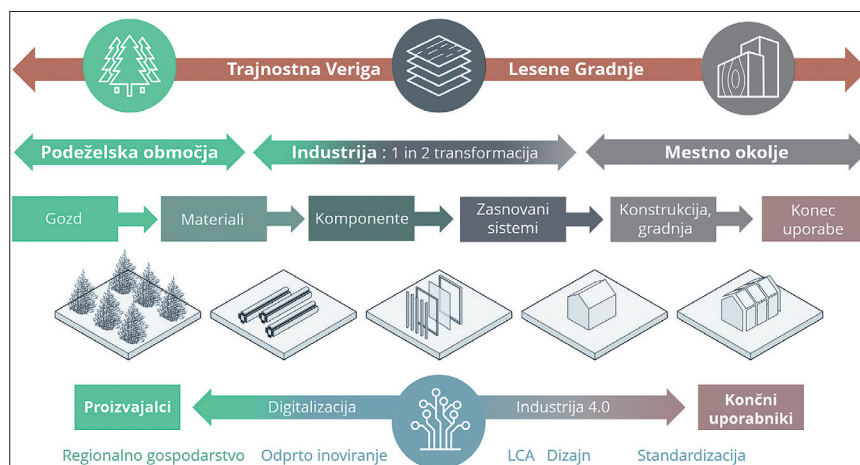 Trajnostna Veriga Lesene Gradnje
Podeželska območja Industrija : 1 in 2 transformacija Mestno okolje
Gozd Materiali Komponente Zasnovani sistemi Konstrukcija, gradnja Konec uporabe
Proizvajalci Digitalizacija Industrija 4.0 Končni uporabniki
Regionalno gospodarstvo Odprto inoviranje LCA Dizajn Standardizacija